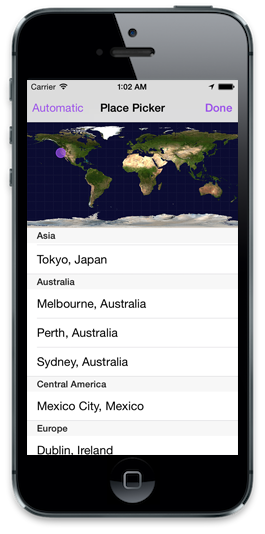 Carrier 1:02 AM
Automatic Place Picker Done
Asia
Tokyo, Japan
Australia
Melbourne, Australia
Perth, Australia
Sydney, Australia
Central America
Mexico City, Mexico
Europe
Dublin, Ireland